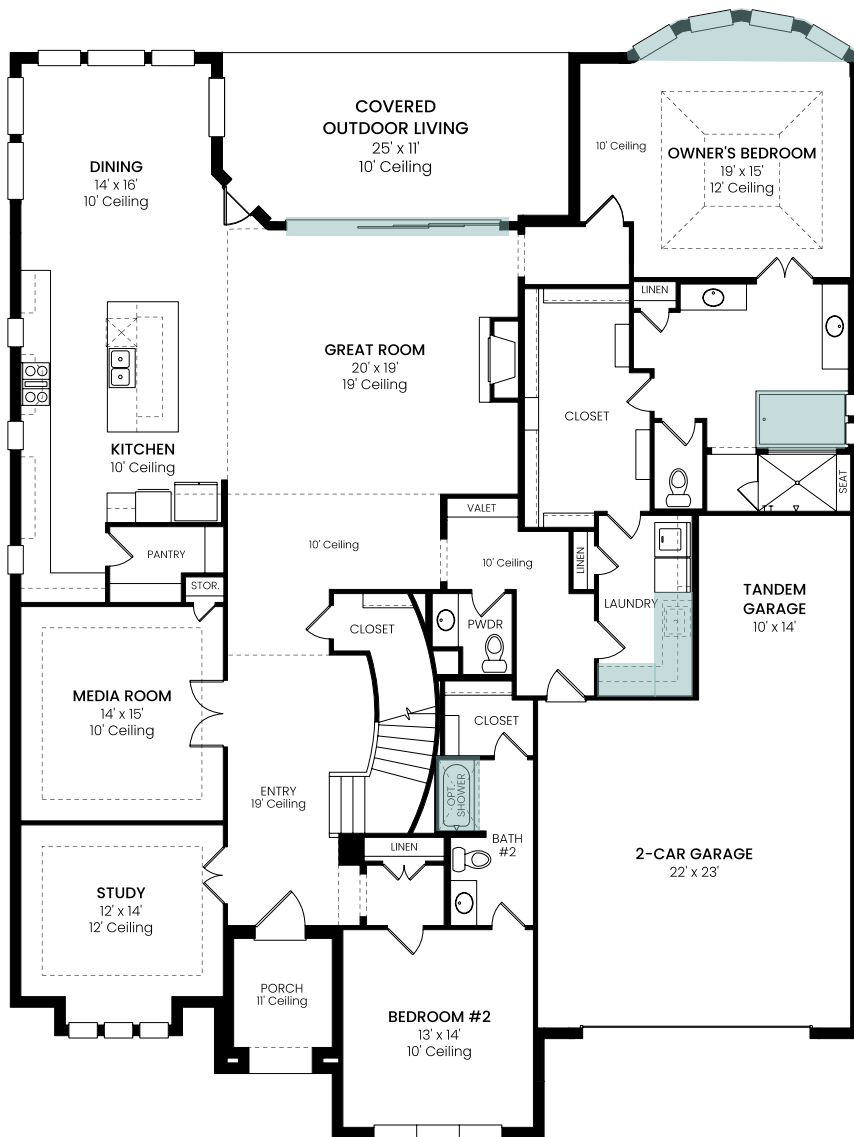 COVERED
OUTDOOR LIVING
25' x 11'
10' Ceiling
DINING
14' x 16'
10' Ceiling
10' Ceiling
OWNER'S BEDROOM
19' x 15'
12' Ceiling
LINEN
GREAT ROOM
20' x 19'
19' Ceiling
CLOSET
KITCHEN
10' Ceiling
SEAT
VALET
10' Ceiling
10' Ceiling
PANTRY
STOR.
LINEN
LAUNDRY
TANDEM
GARAGE
10' x 14'
CLOSET
PWDR
MEDIA ROOM
14' x 15'
10' Ceiling
CLOSET
ENTRY
19' Ceiling
OPT.
SHOWER
BATH
#2
LINEN
2-CAR GARAGE
22' x 23'
STUDY
12' x 14'
12' Ceiling
PORCH
11' Ceiling
BEDROOM #2
13' x 14'
10' Ceiling